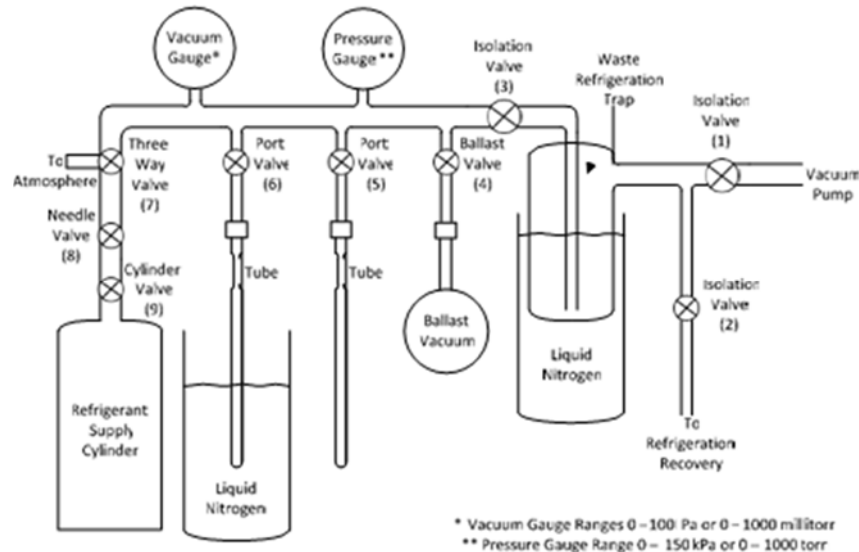 Vacuum
Gauge*
Pressure
Gauge**
Isolation
Valve
(3)
Waste
Refrigeration
Trap
Isolation
Valve
(1)
To
Atmosphere
Three
Way
Valve
(7)
Port
Valve
(6)
Port
Valve
(5)
Ballast
Valve
(4)
Vacuum
Pump
Needle
Valve
(8)
Cylinder
Valve
(9)
Tube
Tube
Isolation
Valve
(2)
Ballast
Vacuum
Liquid
Nitrogen
Refrigerant
Supply
Cylinder
To
Refrigeration
Recovery
Liquid
Nitrogen
* Vacuum Gauge Ranges 0 – 100 Pa or 0 – 1000 millitorr
** Pressure Gauge Range 0 – 150 kPa or 0 – 1000 torr